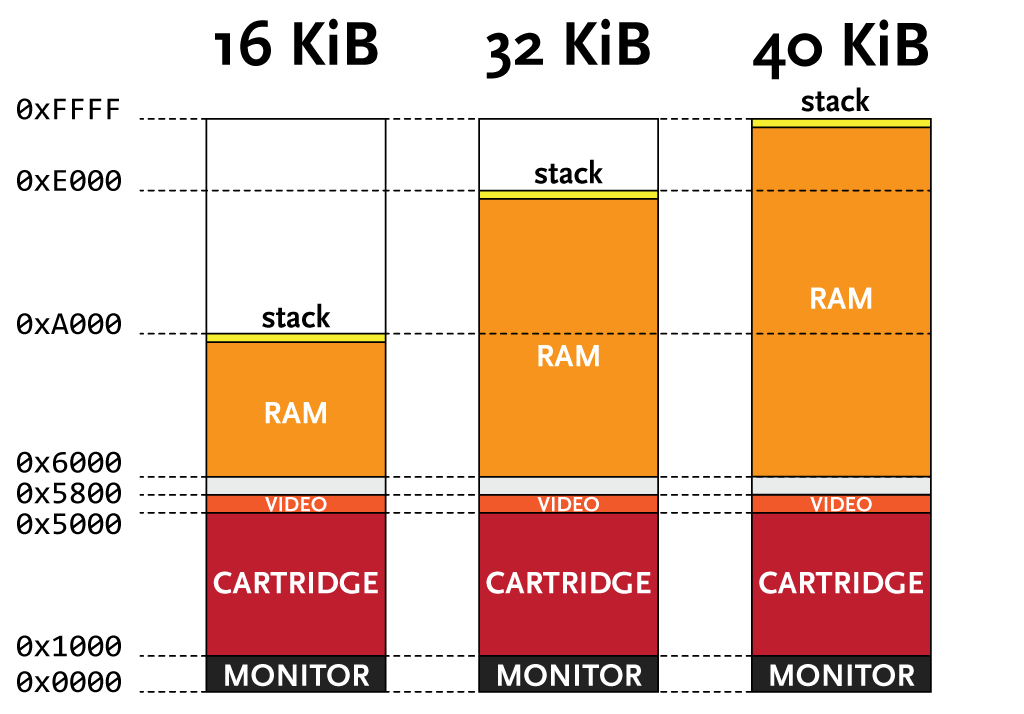 16 KiB 32 KiB 40 KiB
stack
0xFFFF
stack
0xE000
RAM
stack
0xA000
RAM
RAM
0x6000
0x5800
VIDEO VIDEO VIDEO
0x5000
CARTRIDGE CARTRIDGE CARTRIDGE
0x1000
MONITOR MONITOR MONITOR
0x0000